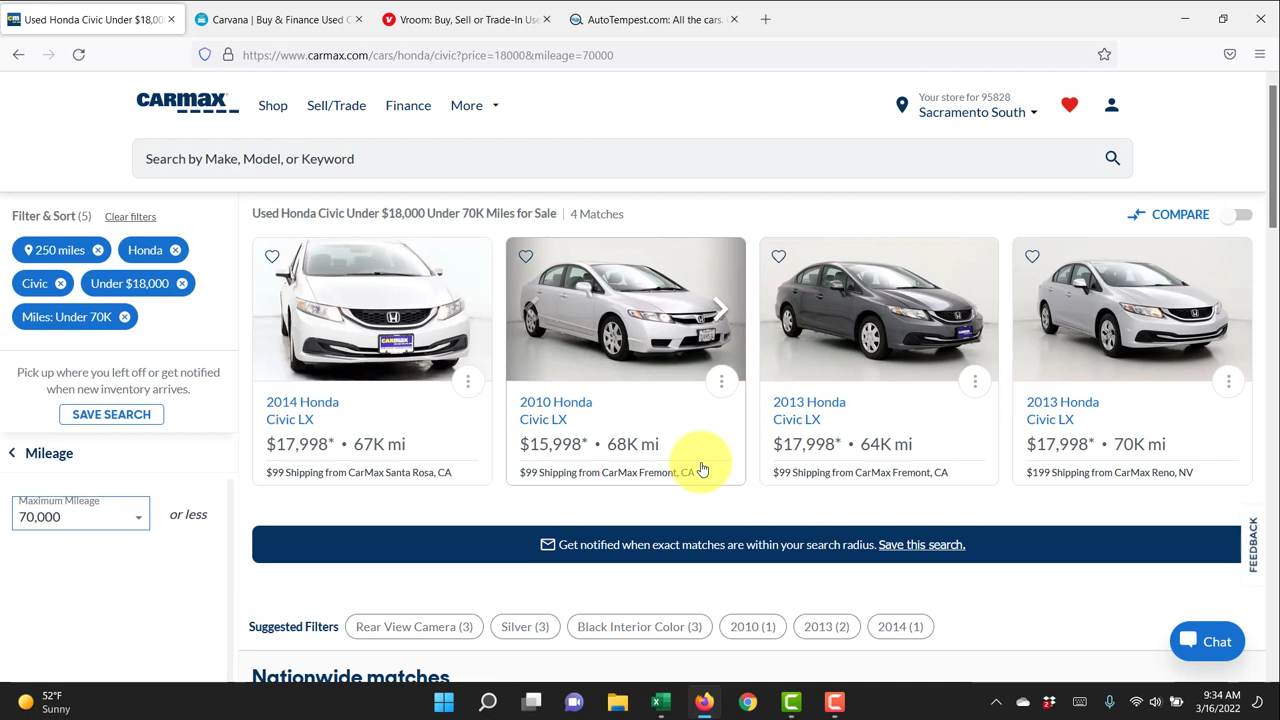 Used Honda Civic Under $18,00
Carvana | Buy & Finance Used C
Vroom: Buy, Sell or Trade-In Use
AutoTempest.com: All the cars.
https://www.carmax.com/cars/honda/civic?price=18000&mileage=70000
CARMAX
Shop
Sell/Trade
Finance
More
Your store for 95828
Sacramento South
Search by Make, Model, or Keyword
Filter & Sort (5)
Clear filters
250 miles
Honda
Civic
Under $18,000
Miles: Under 70K
Pick up where you left off or get notified
when new inventory arrives.
SAVE SEARCH
Mileage
Maximum Mileage
70,000
or less
Used Honda Civic Under $18,000 Under 70K Miles for Sale | 4 Matches
COMPARE
2014 Honda
Civic LX
$17,998* • 67K mi
$99 Shipping from CarMax Santa Rosa, CA
2010 Honda
Civic LX
$15,998* • 68K mi
$99 Shipping from CarMax Fremont, CA
2013 Honda
Civic LX
$17,998* • 64K mi
$99 Shipping from CarMax Fremont, CA
2013 Honda
Civic LX
$17,998* • 70K mi
$199 Shipping from CarMax Reno, NV
Get notified when exact matches are within your search radius. Save this search.
FEEDBACK
Suggested Filters
Rear View Camera (3)
Silver (3)
Black Interior Color (3)
2010 (1)
2013 (2)
2014 (1)
Chat
Nationwide matches
52°F
Sunny
9:34 AM
3/16/2022